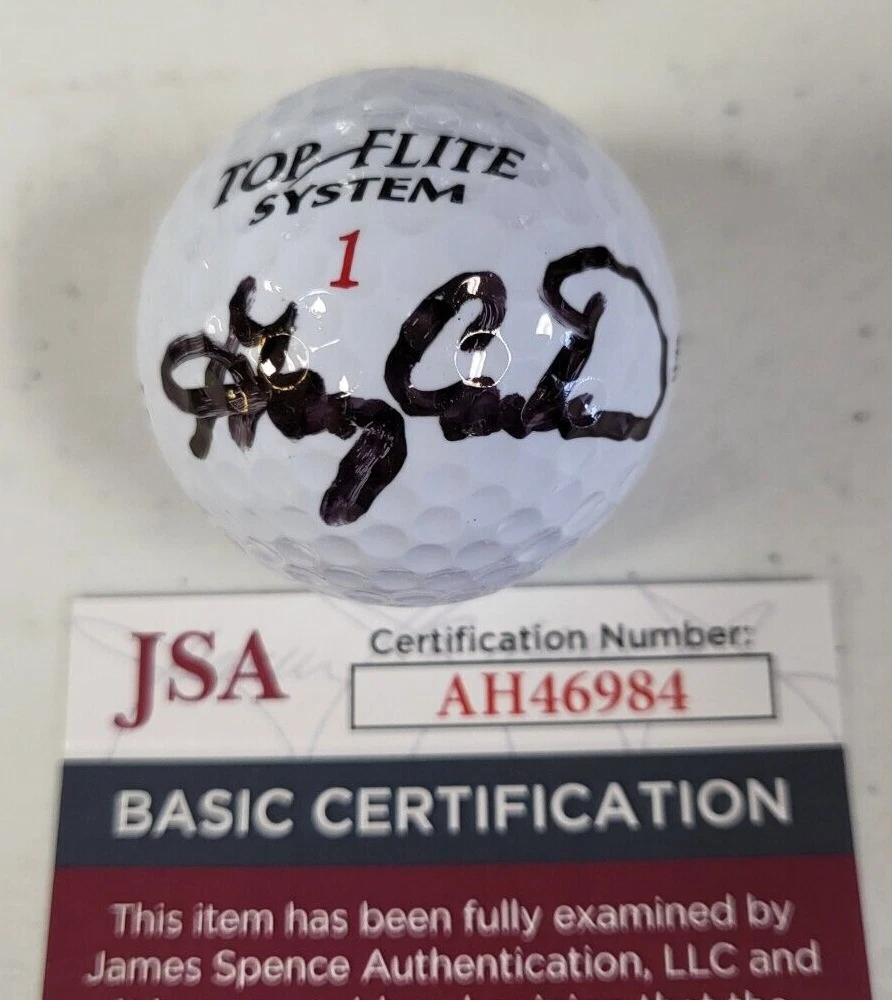 TOP FLITE
SYSTEM
1
JSA
Certification Number:
AH46984
BASIC CERTIFICATION
This item has been fully examined by
James Spence Authentication, LLC and